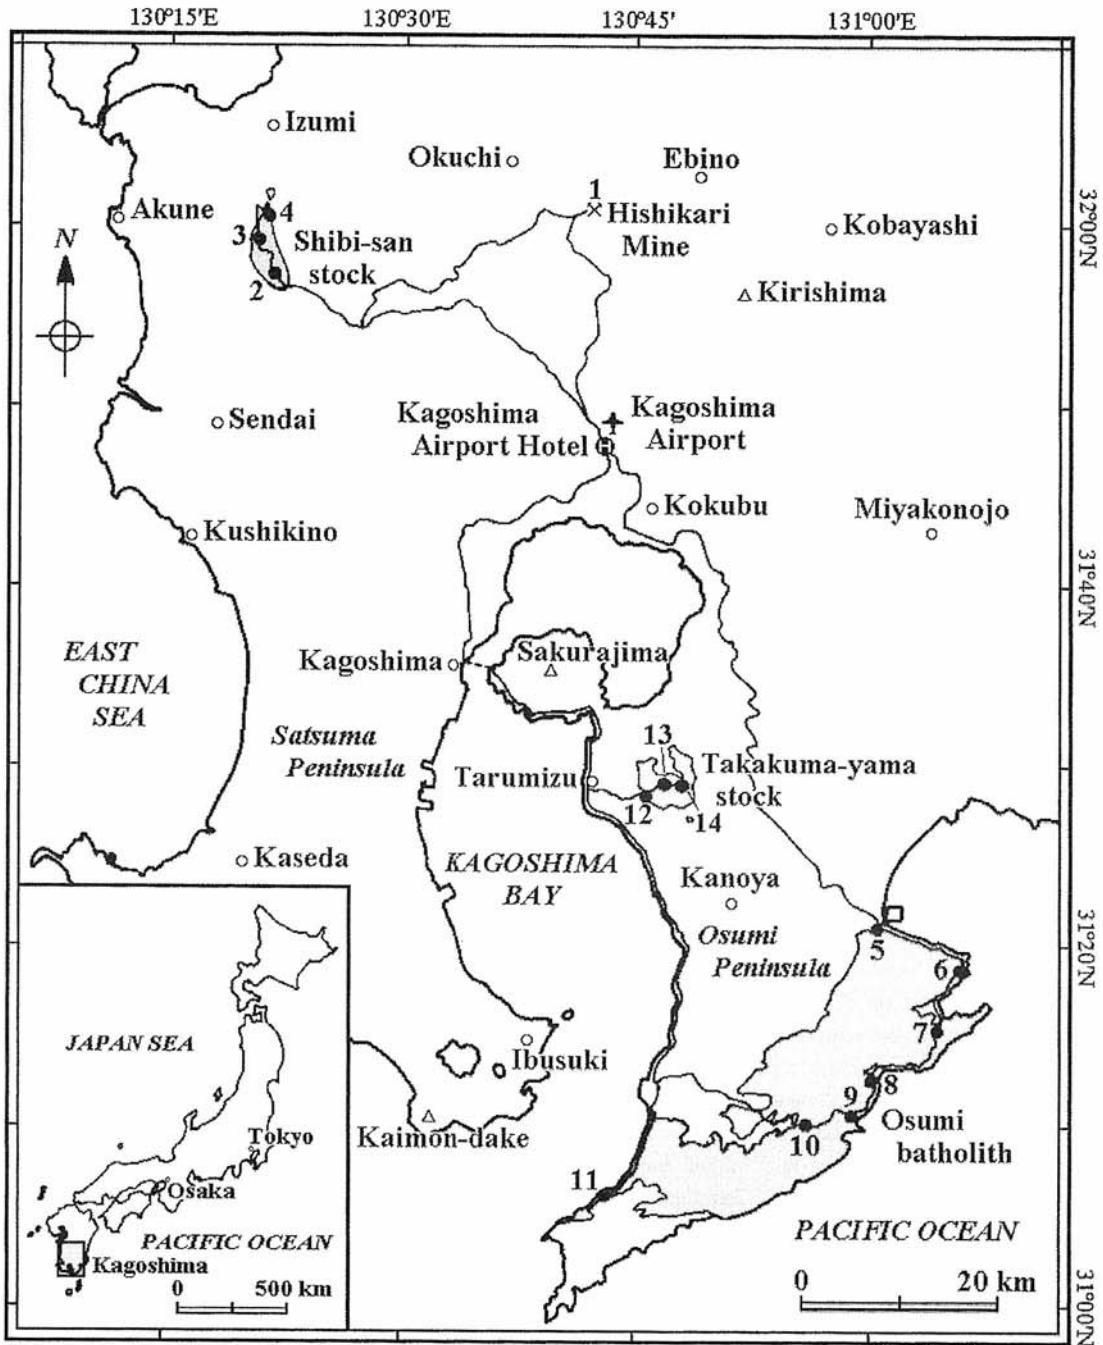 130°15'E
130°30'E
130°45'
131°00'E
Izumi
Okuchi
Ebino
Akune
1
Hishikari
Mine
Kobayashi
32°00'N
N
4
3
Shibi-san
stock
2
Kirishima
Sendai
Kagoshima
Airport Hotel
H
Kagoshima
Airport
Kokubu
Miyakonojo
Kushikino
31°40'N
EAST
CHINA
SEA
Kagoshima
Sakurajima
Satsuma
Peninsula
13
Tarumizu
Takakuma-yama
stock
12
14
Kaseda
KAGOSHIMA
BAY
Kanoya
Osumi
Peninsula
5
6
31°20'N
7
JAPAN SEA
Ibusuki
8
9
Kaimon-dake
10
Osumi
batholith
Tokyo
Osaka
11
PACIFIC OCEAN
PACIFIC OCEAN
Kagoshima
0
500 km
0
20 km
31°00'N